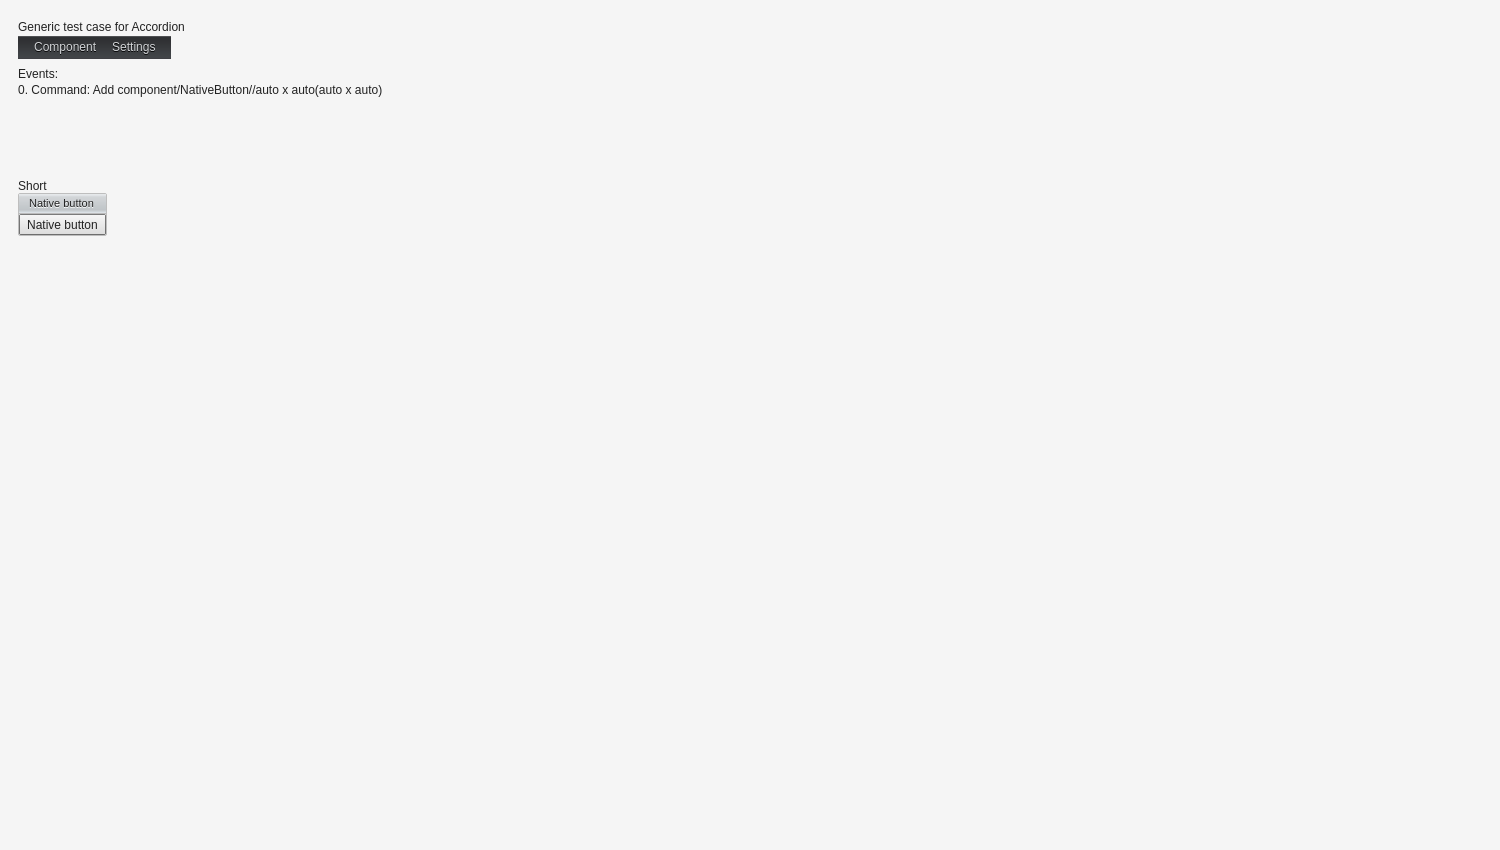 Generic test case for Accordion
Component Settings
Events:
0. Command: Add component/NativeButton//auto x auto(auto x auto)
Short
Native button
Native button